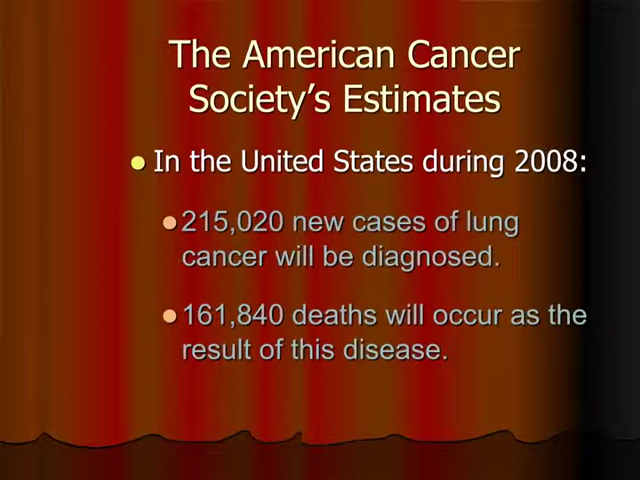 The American Cancer
Society’s Estimates
In the United States during 2008:
215,020 new cases of lung
cancer will be diagnosed.
161,840 deaths will occur as the
result of this disease.